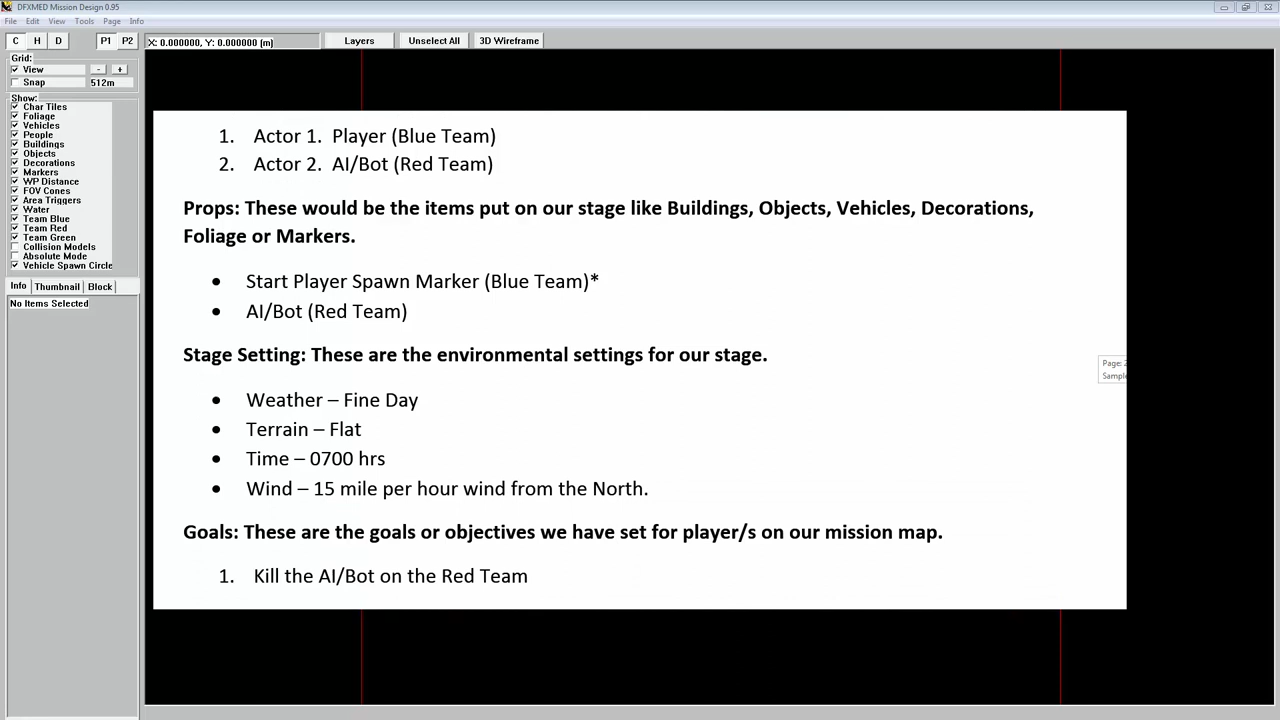 DFXMED Mission Design 0.95
File Edit View Tools Page Info
C H D P1 P2 X: 0.000000, Y: 0.000000 (m) Layers Unselect All 3D Wireframe
Grid:
View - +
Snap 512m
Show:
Char Tiles
Foliage
Vehicles
People
Buildings
Objects
Decorations
Markers
WP Distance
FOV Cones
Area Triggers
Water
Team Blue
Team Red
Team Green
Collision Models
Absolute Mode
Vehicle Spawn Circle
Info Thumbnail Block
No Items Selected
1. Actor 1. Player (Blue Team)
2. Actor 2. AI/Bot (Red Team)
Props: These would be the items put on our stage like Buildings, Objects, Vehicles, Decorations,
Foliage or Markers.
• Start Player Spawn Marker (Blue Team)*
• AI/Bot (Red Team)
Stage Setting: These are the environmental settings for our stage.
Page:
Sample
• Weather – Fine Day
• Terrain – Flat
• Time – 0700 hrs
• Wind – 15 mile per hour wind from the North.
Goals: These are the goals or objectives we have set for player/s on our mission map.
1. Kill the AI/Bot on the Red Team